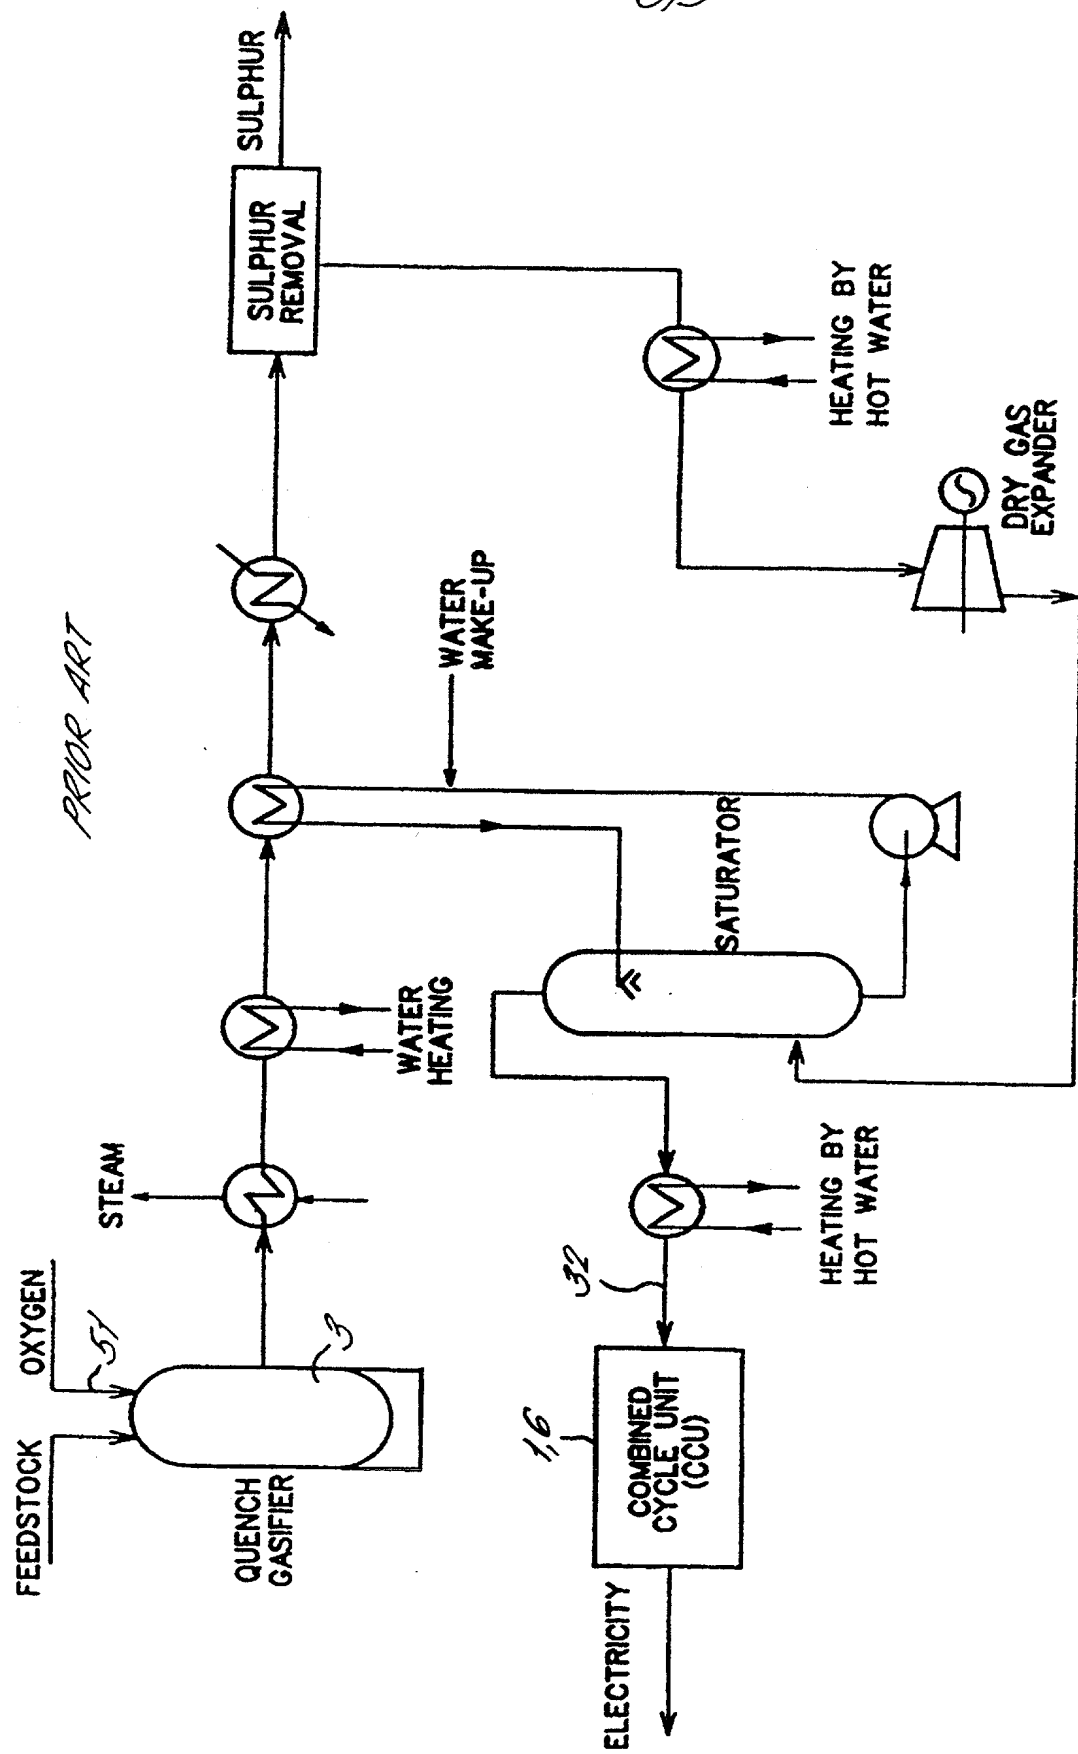 PRIOR ART
FEEDSTOCK
OXYGEN
51
STEAM
QUENCH
GASIFIER
3
WATER
HEATING
WATER
MAKE-UP
SULPHUR
REMOVAL
SULPHUR
SATURATOR
HEATING BY
HOT WATER
DRY GAS
EXPANDER
HEATING BY
HOT WATER
32
1,6
COMBINED
CYCLE UNIT
(CCU)
ELECTRICITY